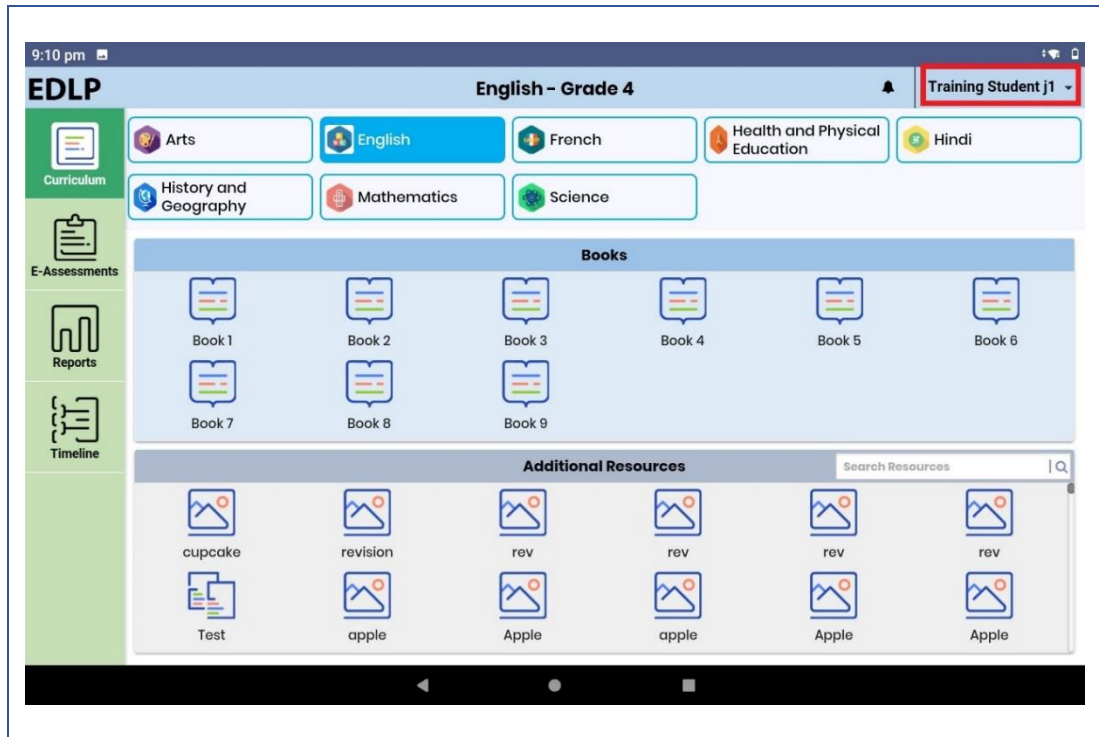 9:10 pm
EDLP
English - Grade 4
Training Student j1
Curriculum
E-Assessments
Reports
Timeline
Arts
English
French
Health and Physical
Education
Hindi
History and
Geography
Mathematics
Science
Books
Book 1
Book 2
Book 3
Book 4
Book 5
Book 6
Book 7
Book 8
Book 9
Additional Resources
Search Resources
cupcake
revision
rev
rev
rev
rev
Test
apple
Apple
apple
Apple
Apple